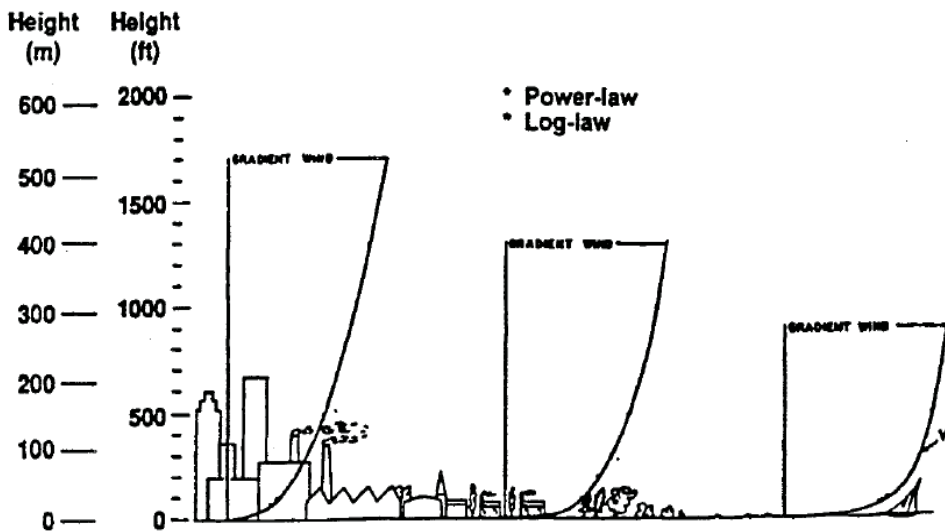 Height Height
(m) (ft)
600 2000
* Power-law
* Log-law
GRADIENT WIND
500
1500
400
GRADIENT WIND
300 1000
GRADIENT WIND
200
500
100
0 0